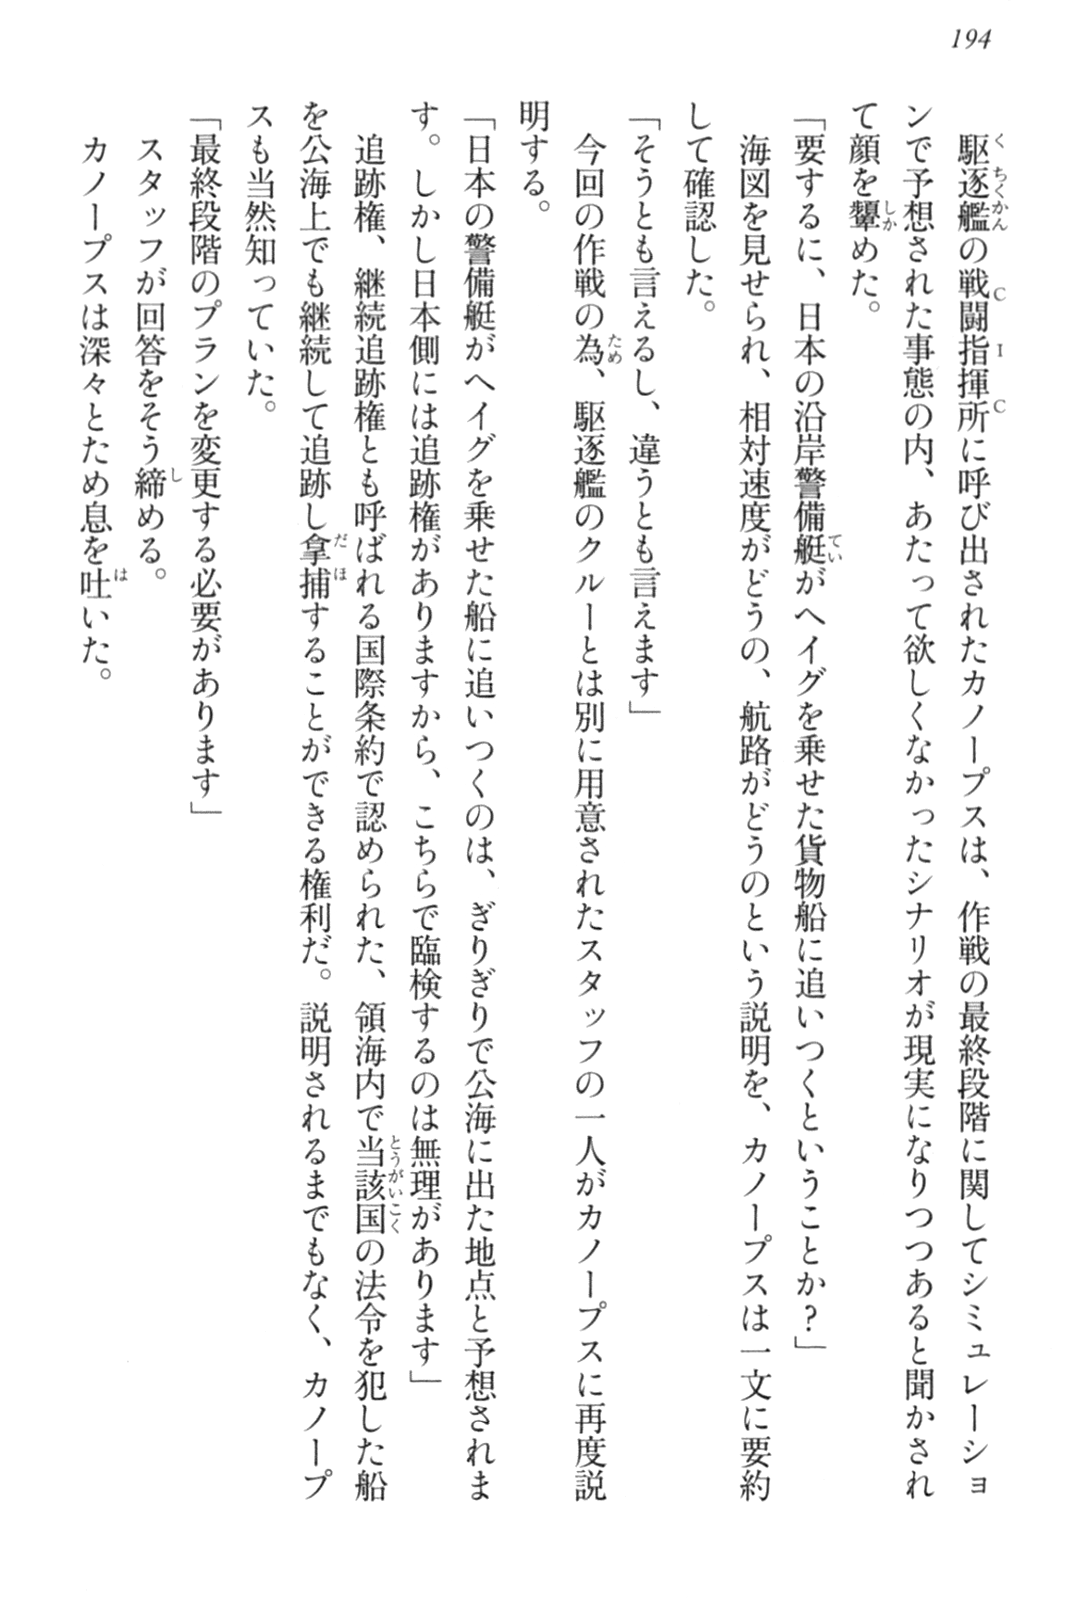 194
駆逐艦の戦闘指揮所に呼び出されたカノープスは、作戦の最終段階に関してシミュレーショ
ンで予想された事態の内、あたって欲しくなかったシナリオが現実になりつつあると聞かされ
て顔を顰めた。
「要するに、日本の沿岸警備艇がヘイグを乗せた貨物船に追いつくということか?」
海図を見せられ、相対速度がどうの、航路がどうのという説明を、カノープスは一文に要約
して確認した。
「そうとも言えるし、違うとも言えます」
今回の作戦の為、駆逐艦のクルーとは別に用意されたスタッフの一人がカノープスに再度説
明する。
「日本の警備艇がヘイグを乗せた船に追いつくのは、ぎりぎりで公海に出た地点と予想されま
す。しかし日本側には追跡権がありますから、こちらで臨検するのは無理があります」
追跡権、継続追跡権とも呼ばれる国際条約で認められた、領海内で当該国の法令を犯した船
を公海上でも継続して追跡し拿捕することができる権利だ。説明されるまでもなく、カノープ
スも当然知っていた。
「最終段階のプランを変更する必要があります」
スタッフが回答をそう締める。
カノープスは深々とため息を吐いた。